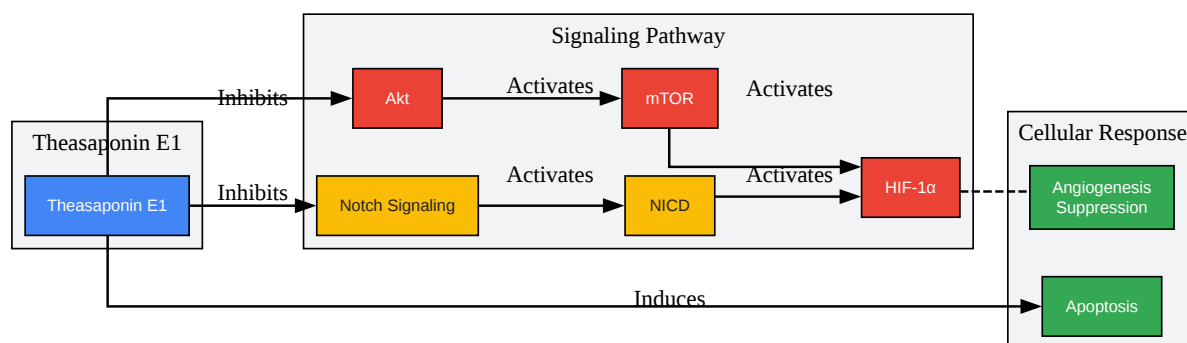 Signaling Pathway
Inhibits
Akt
Activates
mTOR
Activates
Theasaponin E1
Theasaponin E1
Inhibits
Notch Signaling
Activates
NICD
Activates
HIF-1α
Cellular Response
Angiogenesis
Suppression
Induces
Apoptosis